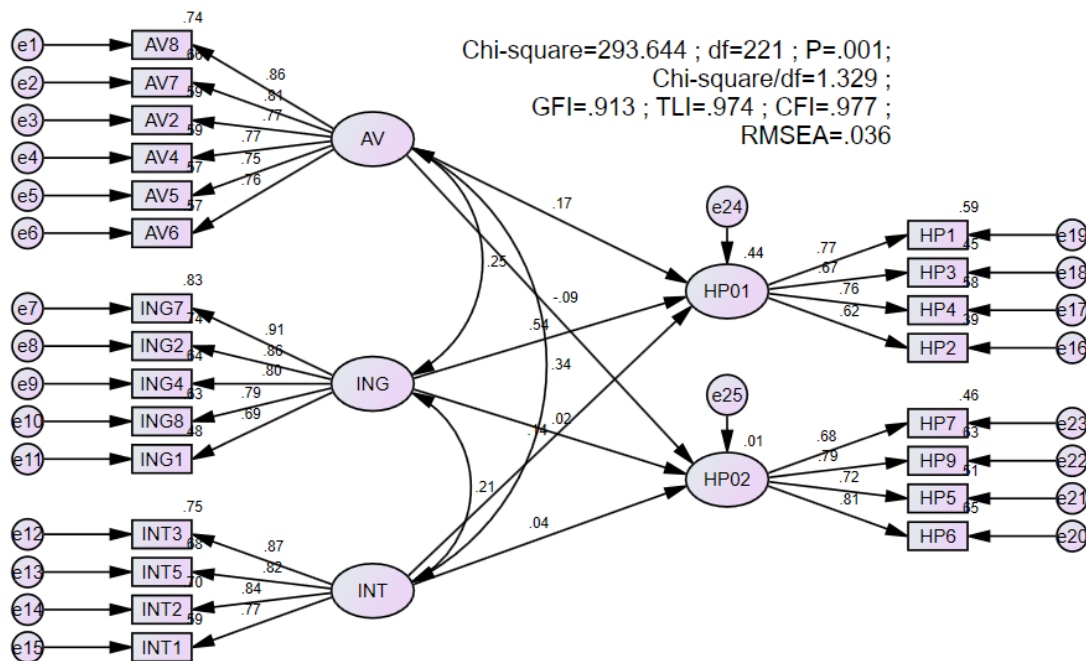 Chi-square=293.644 ; df=221 ; P=.001;
Chi-square/df=1.329 ;
GFI=.913 ; TLI=.974 ; CFI=.977 ;
RMSEA=.036
.74
e1 AV8 .86
.66
e2 AV7 .81
.59
e3 AV2 .77
.59
e4 AV4 .77
.57
e5 AV5 .75
.57
e6 AV6 .76
AV
.83
e7 ING7 .91
.74
e8 ING2 .86
.64
e9 ING4 .80
.63
e10 ING8 .79
.48
e11 ING1 .69
ING
.75
e12 INT3 .87
.68
e13 INT5 .82
.70
e14 INT2 .84
.59
e15 INT1 .77
INT
.17
.25
-.09
.54
.34
.02
.14
.21
.04
e24
.44
HP01
e25
.01
HP02
.59
.77 HP1 e19
.45
.67 HP3 e18
.58
.76 HP4 e17
.39
.62 HP2 e16
.46
.68 HP7 e23
.63
.79 HP9 e22
.51
.72 HP5 e21
.65
.81 HP6 e20